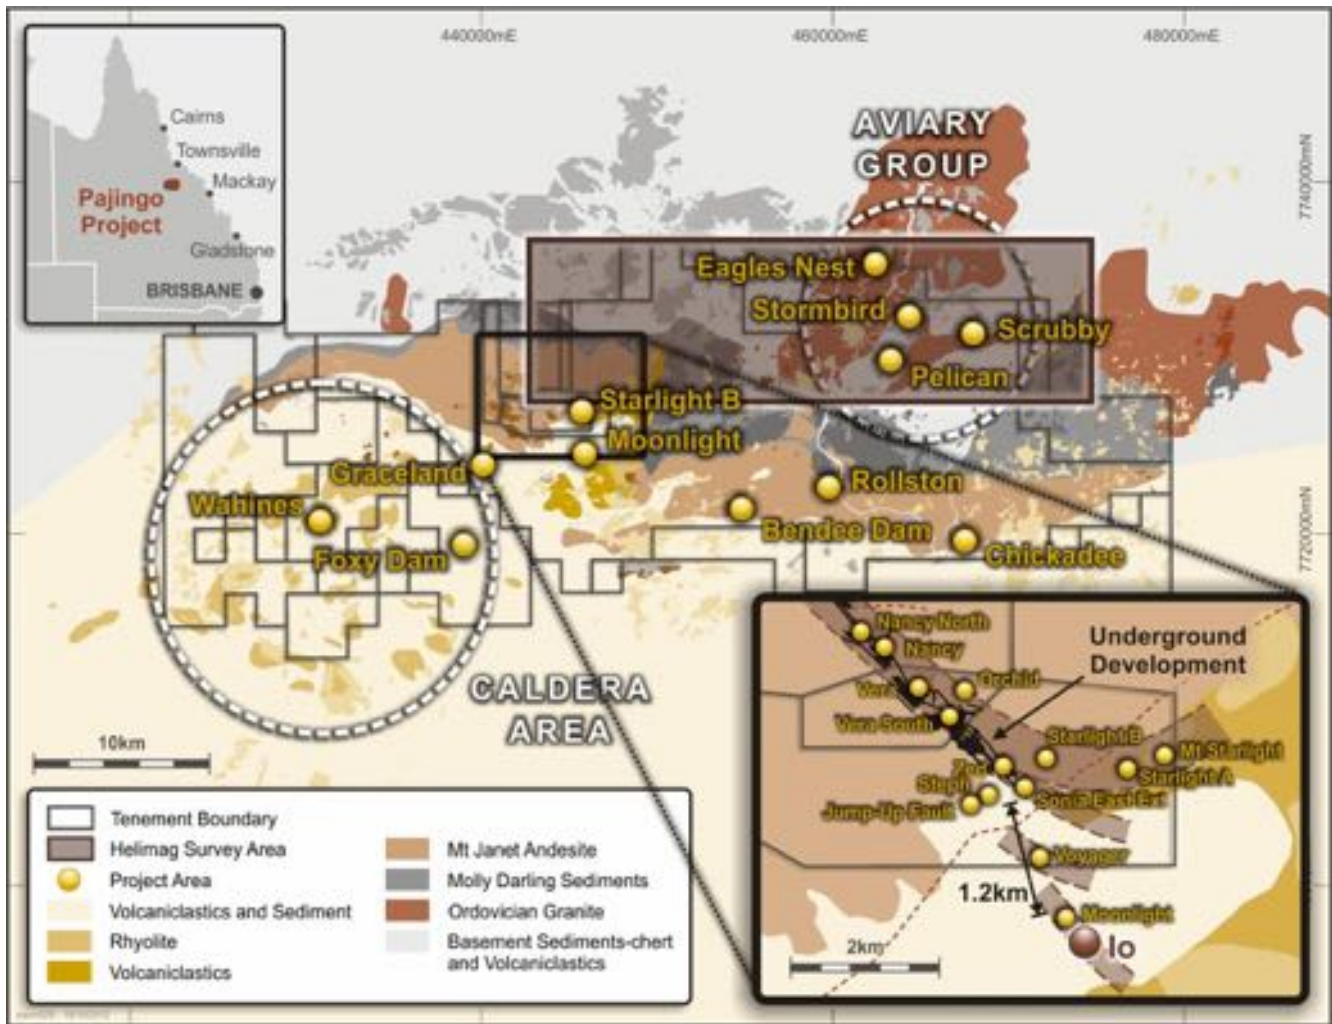 440000mE
460000mE
480000mE
7740000mN
7720000mN
Cairns
Townsville
Mackay
Pajingo
Project
Gladstone
BRISBANE
AVIARY
GROUP
Eagles Nest
Stormbird
Scrubby
Pelican
Starlight B
Moonlight
Graceland
Wahines
Foxy Dam
Rollston
Bendee Dam
Chickadee
CALDERA
AREA
10km
Tenement Boundary
Helimag Survey Area
Project Area
Volcaniclastics and Sediment
Rhyolite
Volcaniclastics
Mt Janet Andesite
Molly Darling Sediments
Ordovician Granite
Basement Sediments-chert
and Volcaniclastics
Nancy North
Nancy
Underground
Development
Vera
Orchid
Vera South
Starlight B
Mt Starlight
Starlight A
Zed
Steph
Sonia East Ext
Jump-Up Fault
Voyager
1.2km
Moonlight
Io
2km